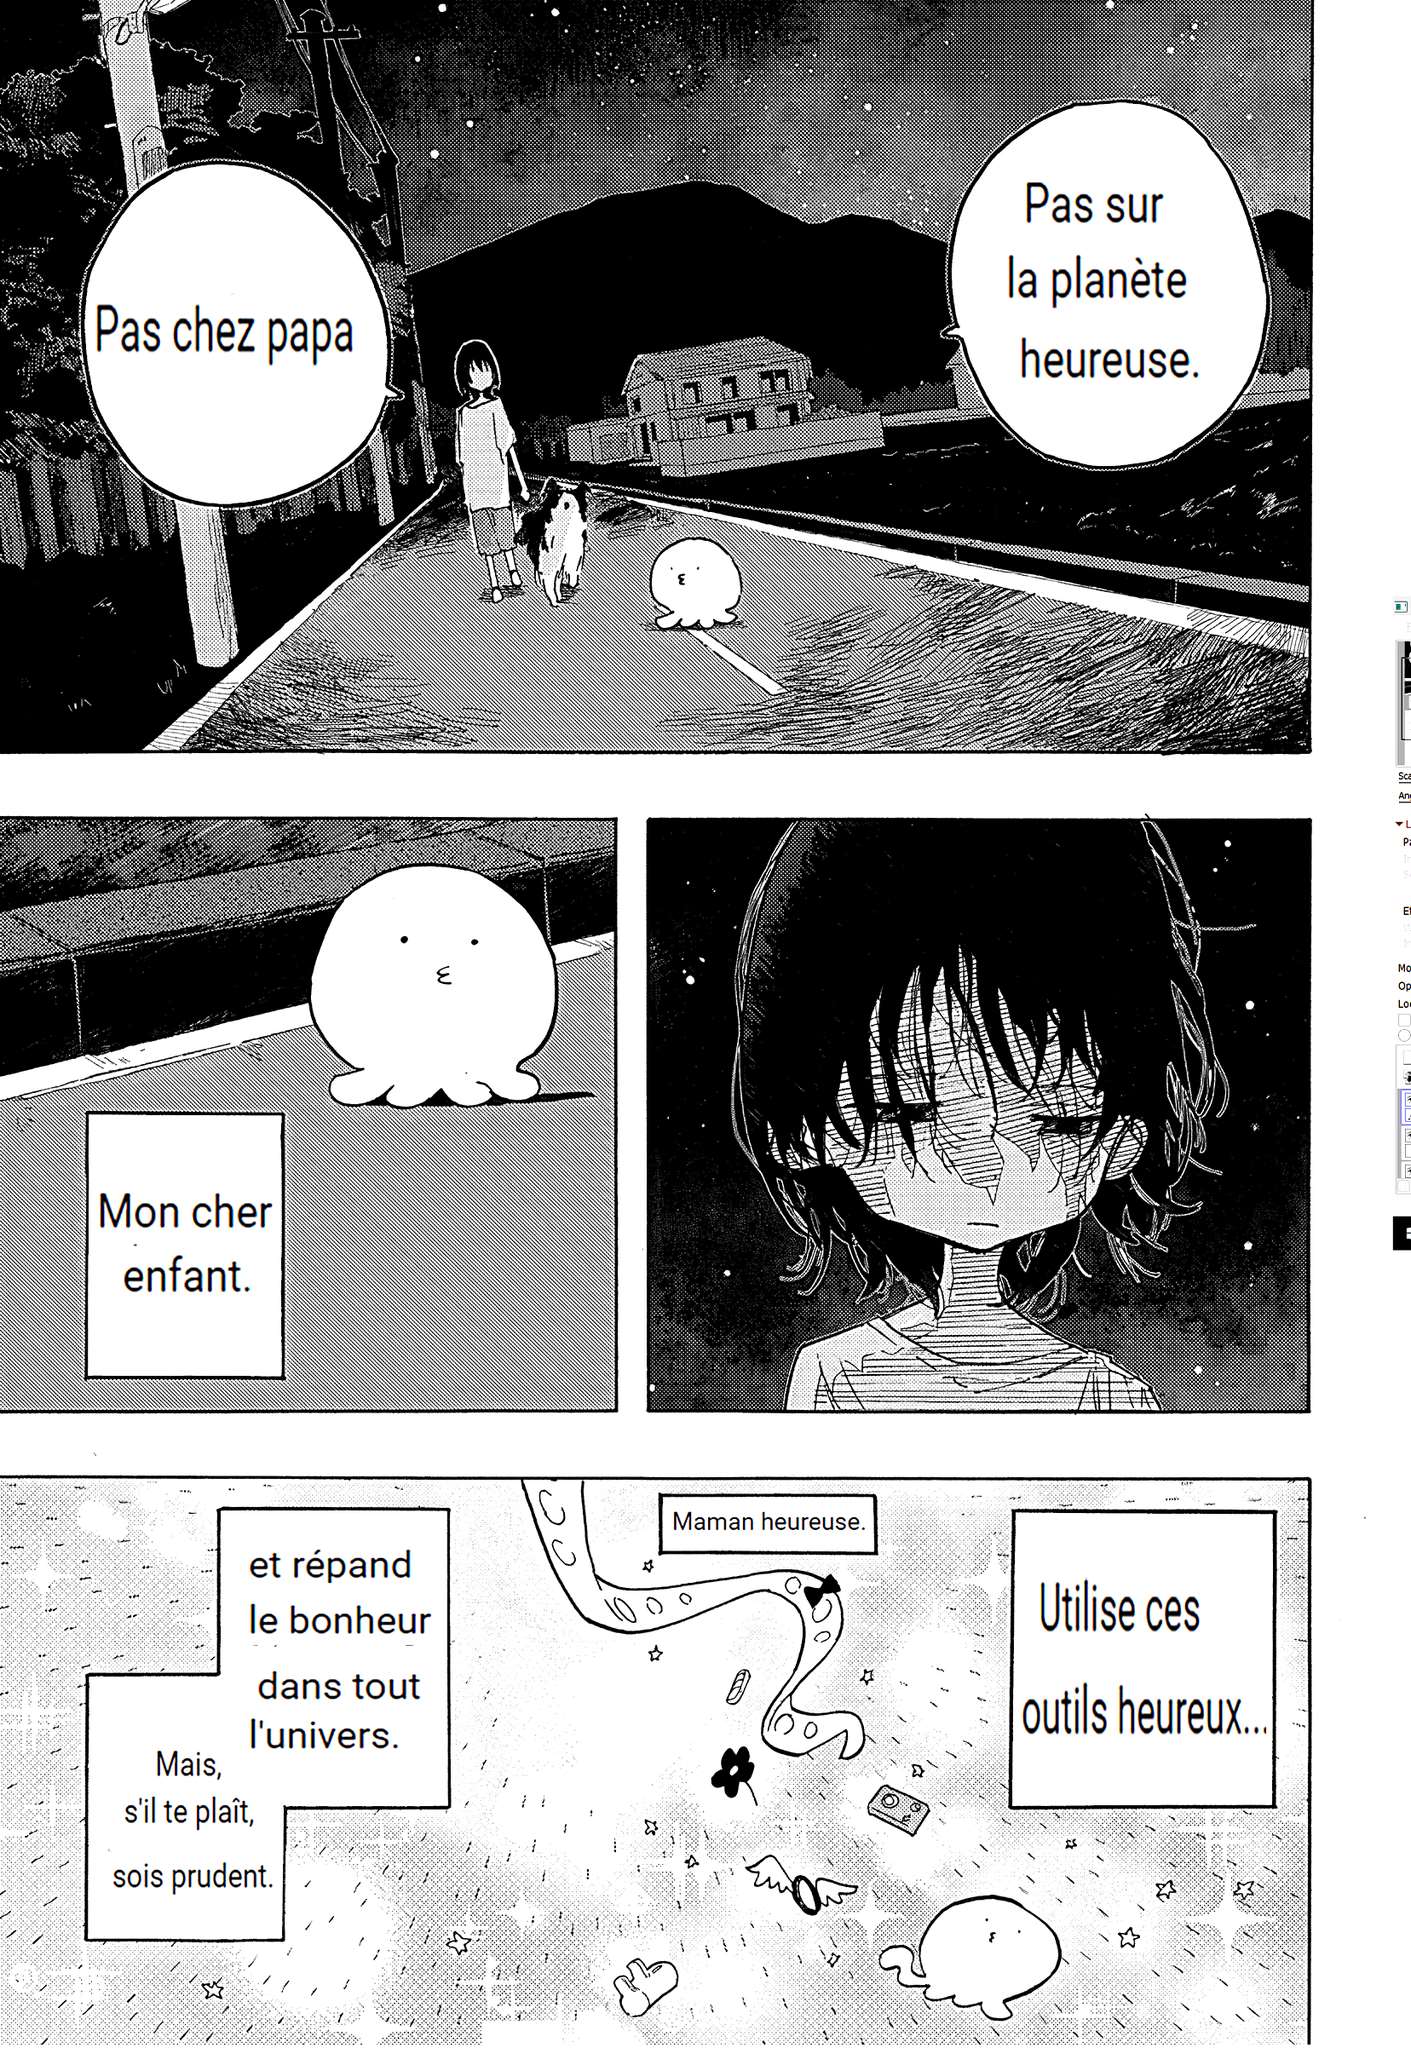 Pas sur
la planète
heureuse.
Pas chez papa
Mon cher
enfant.
Utilise ces
outils heureux...
Maman heureuse.
et répand
le bonheur
dans tout
l'univers.
Mais,
s'il te plaît,
sois prudent.